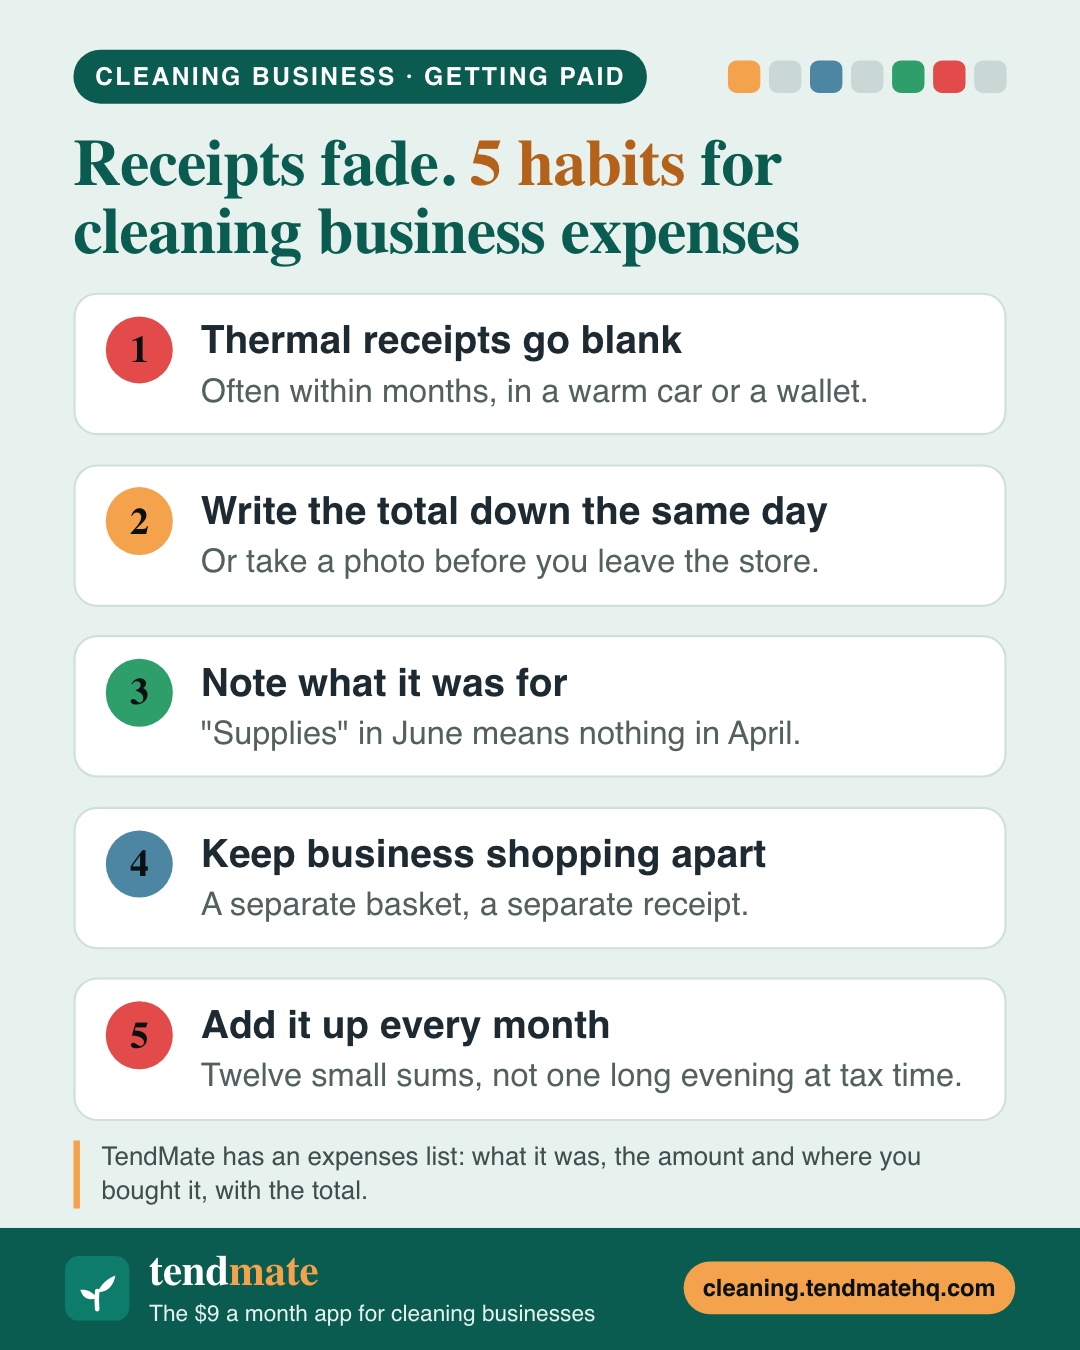 CLEANING BUSINESS · GETTING PAID
Receipts fade. 5 habits for
cleaning business expenses
1
Thermal receipts go blank
Often within months, in a warm car or a wallet.
2
Write the total down the same day
Or take a photo before you leave the store.
3
Note what it was for
"Supplies" in June means nothing in April.
4
Keep business shopping apart
A separate basket, a separate receipt.
5
Add it up every month
Twelve small sums, not one long evening at tax time.
TendMate has an expenses list: what it was, the amount and where you
bought it, with the total.
tendmate
The $9 a month app for cleaning businesses
cleaning.tendmatehq.com